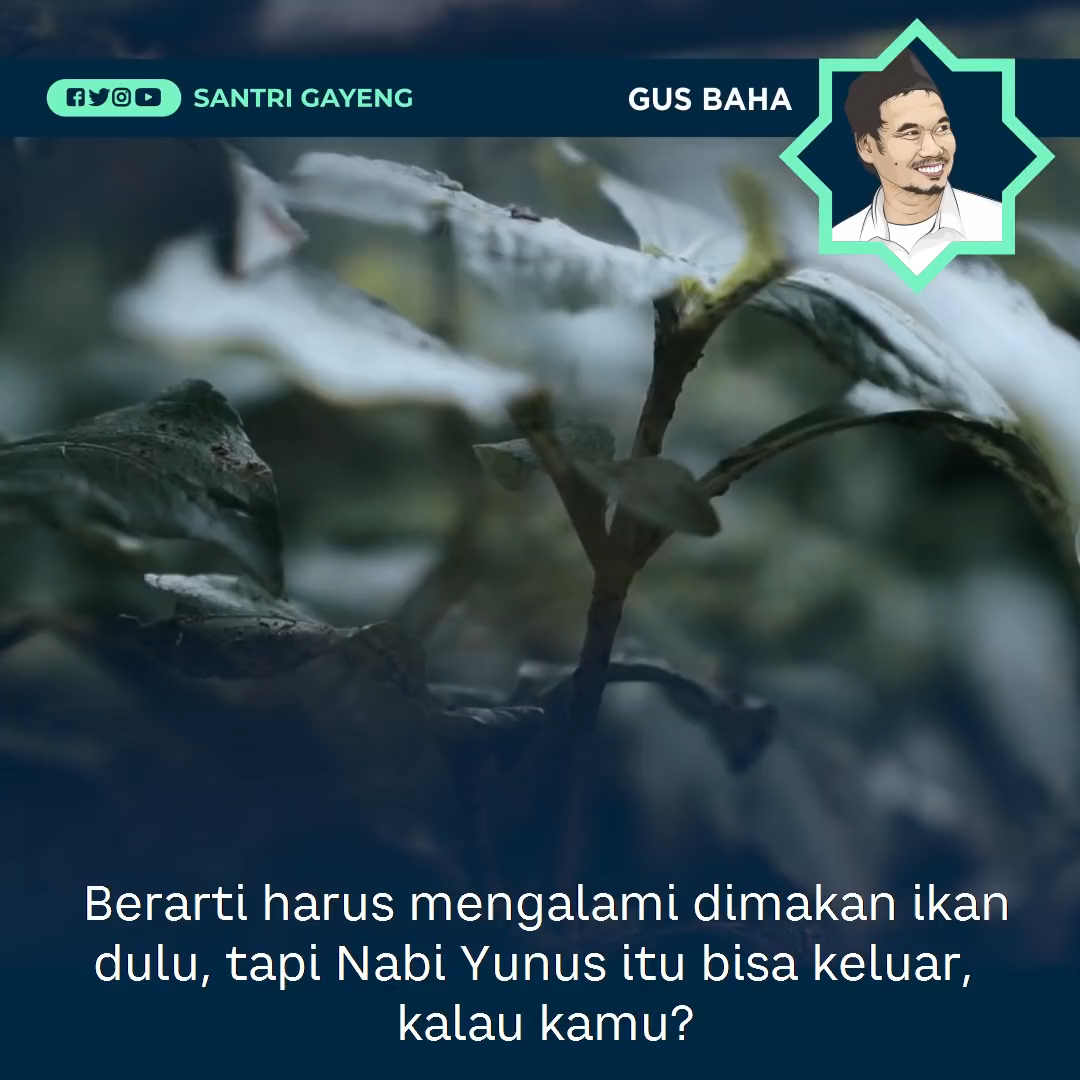 SANTRI GAYENG
GUS BAHA
Berarti harus mengalami dimakan ikan
dulu, tapi Nabi Yunus itu bisa keluar,
kalau kamu?